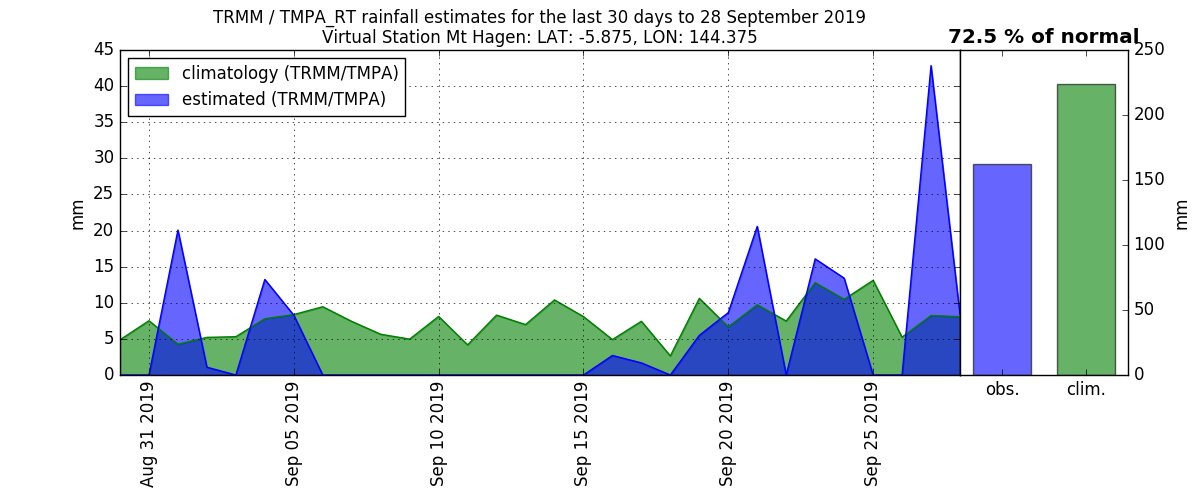 TRMM / TMPA_RT rainfall estimates for the last 30 days to 28 September 2019
Virtual Station Mt Hagen: LAT: -5.875, LON: 144.375
72.5 % of normal
climatology (TRMM/TMPA)
estimated (TRMM/TMPA)
45
40
35
30
25
20
15
10
5
0
mm
Aug 31 2019
Sep 05 2019
Sep 10 2019
Sep 15 2019
Sep 20 2019
Sep 25 2019
250
200
150
100
50
0
mm
obs.
clim.